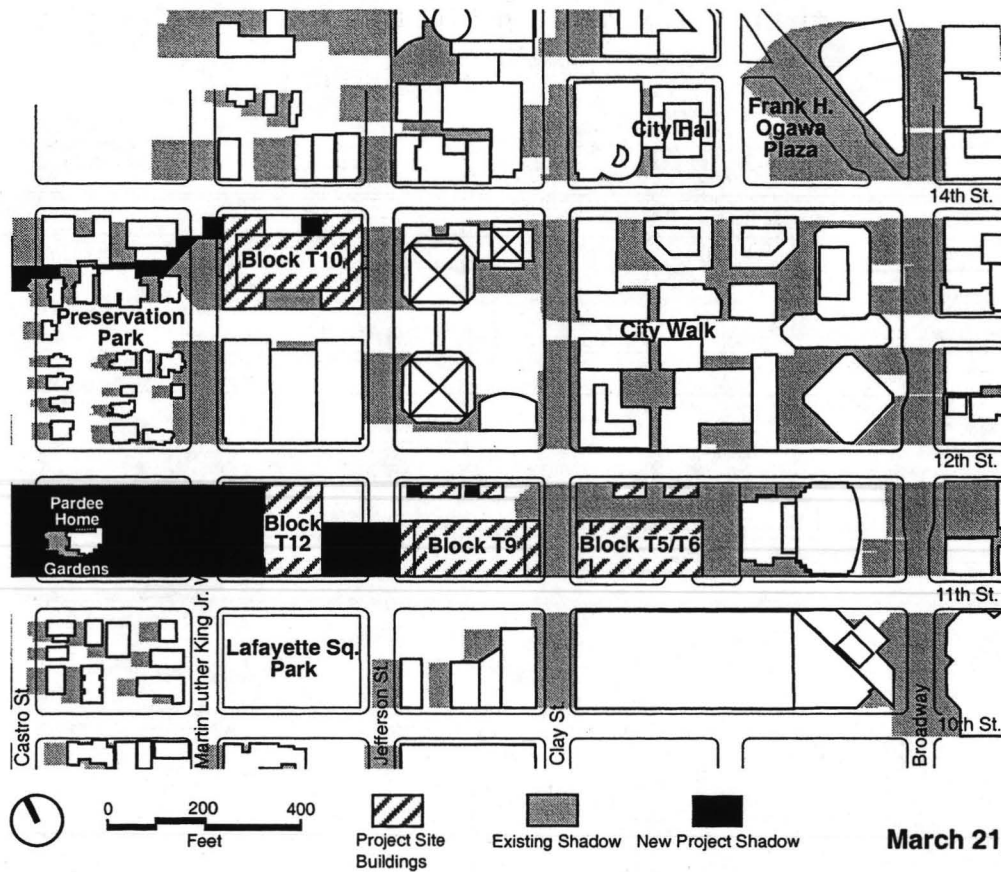 City Hal
Frank H.
Ogawa
Plaza
14th St.
Block T10
Preservation
Park
City Walk
12th St.
Pardee
Home
Gardens
Block
T12
Block T9
Block T5/T6
11th St.
Lafayette Sq.
Park
Castro St.
Martin Luther King Jr. W
Jefferson St.
Clay St.
Broadway
10th St.
0 200 400
Feet
Project Site
Buildings
Existing Shadow
New Project Shadow
March 21